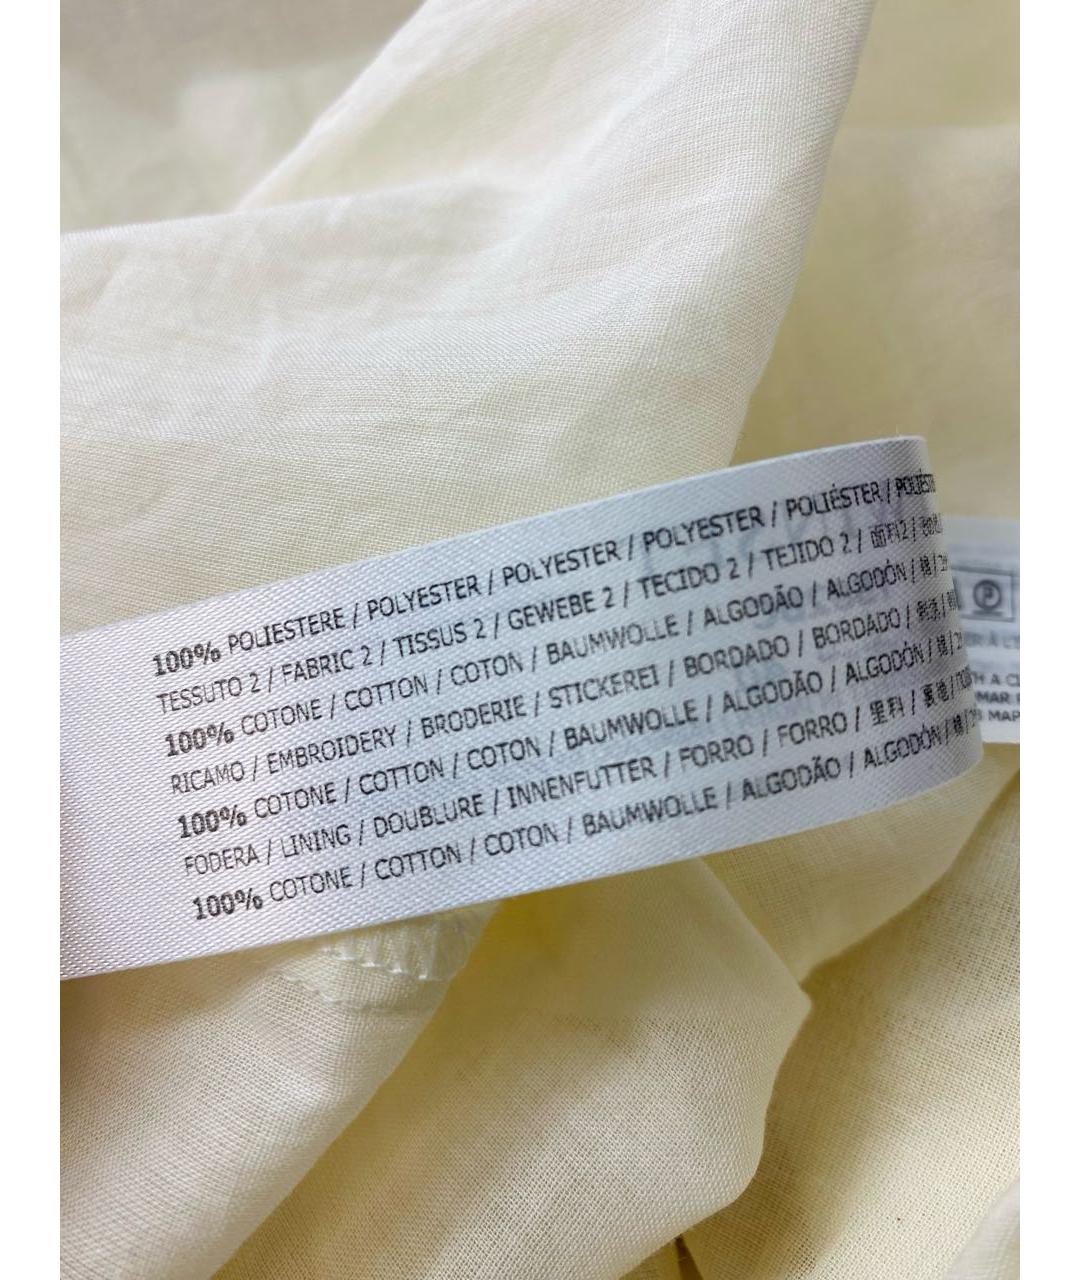 100% POLIESTERE / POLYESTER / POLYESTER / POLYESTER / POLIÉSTER /
TESSUTO 2 / FABRIC 2 / TISSUS 2 / GEWEBE 2 / TECIDO 2 / TEJIDO 2 / 面料2 /
100% COTONE / COTTON / COTON / BAUMWOLLE / ALGODÃO / ALGODÓN / 棉 /
RICAMO / EMBROIDERY / BRODERIE / STICKEREI / BORDADO / BORDADO /
100% COTONE / COTTON / COTON / BAUMWOLLE / ALGODÃO / ALGODÓN / 棉 /
FODERA / LINING / DOUBLURE / INNENFUTTER / FORRO / FORRO / 里料 / 裏地 /
100% COTONE / COTTON / COTON / BAUMWOLLE / ALGODÃO / ALGODÓN / 棉 /
P